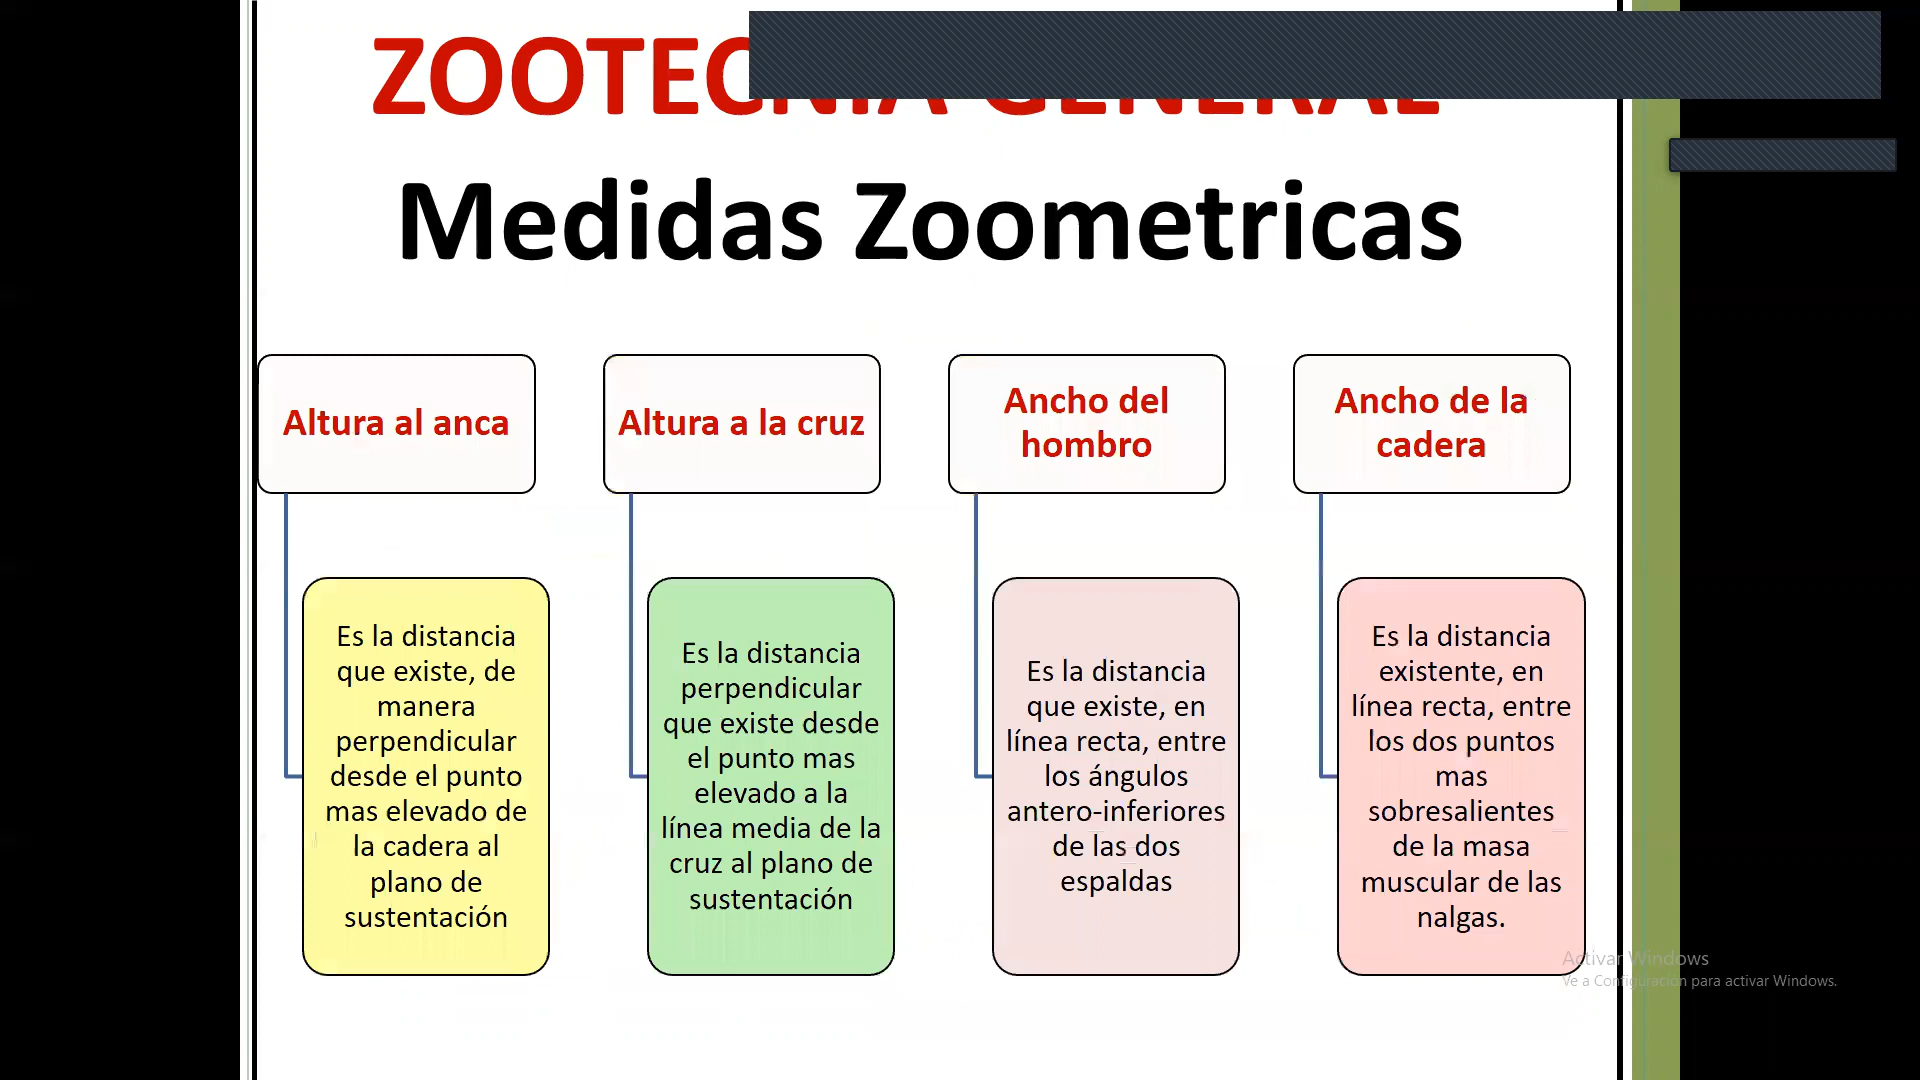 ZOOTECNIA GENERAL
Medidas Zoometricas
Altura al anca
Es la distancia
que existe, de
manera
perpendicular
desde el punto
mas elevado de
la cadera al
plano de
sustentación
Altura a la cruz
Es la distancia
perpendicular
que existe desde
el punto mas
elevado a la
línea media de la
cruz al plano de
sustentación
Ancho del
hombro
Es la distancia
que existe, en
línea recta, entre
los ángulos
antero-inferiores
de las dos
espaldas
Ancho de la
cadera
Es la distancia
existente, en
línea recta, entre
los dos puntos
mas
sobresalientes
de la masa
muscular de las
nalgas.
Activar Windows
Ve a Configuración para activar Windows.